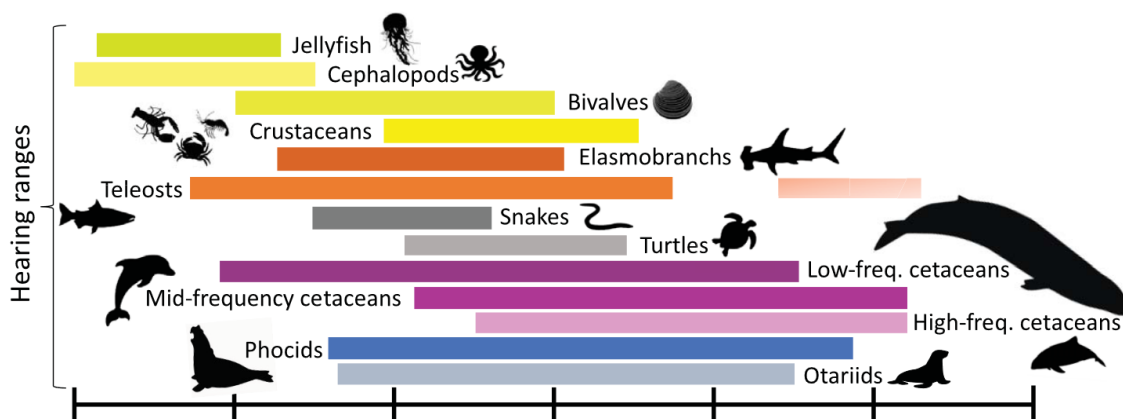 Hearing ranges
Jellyfish
Cephalopods
Bivalves
Crustaceans
Elasmobranchs
Teleosts
Snakes
Turtles
Low-freq. cetaceans
Mid-frequency cetaceans
High-freq. cetaceans
Phocids
Otariids